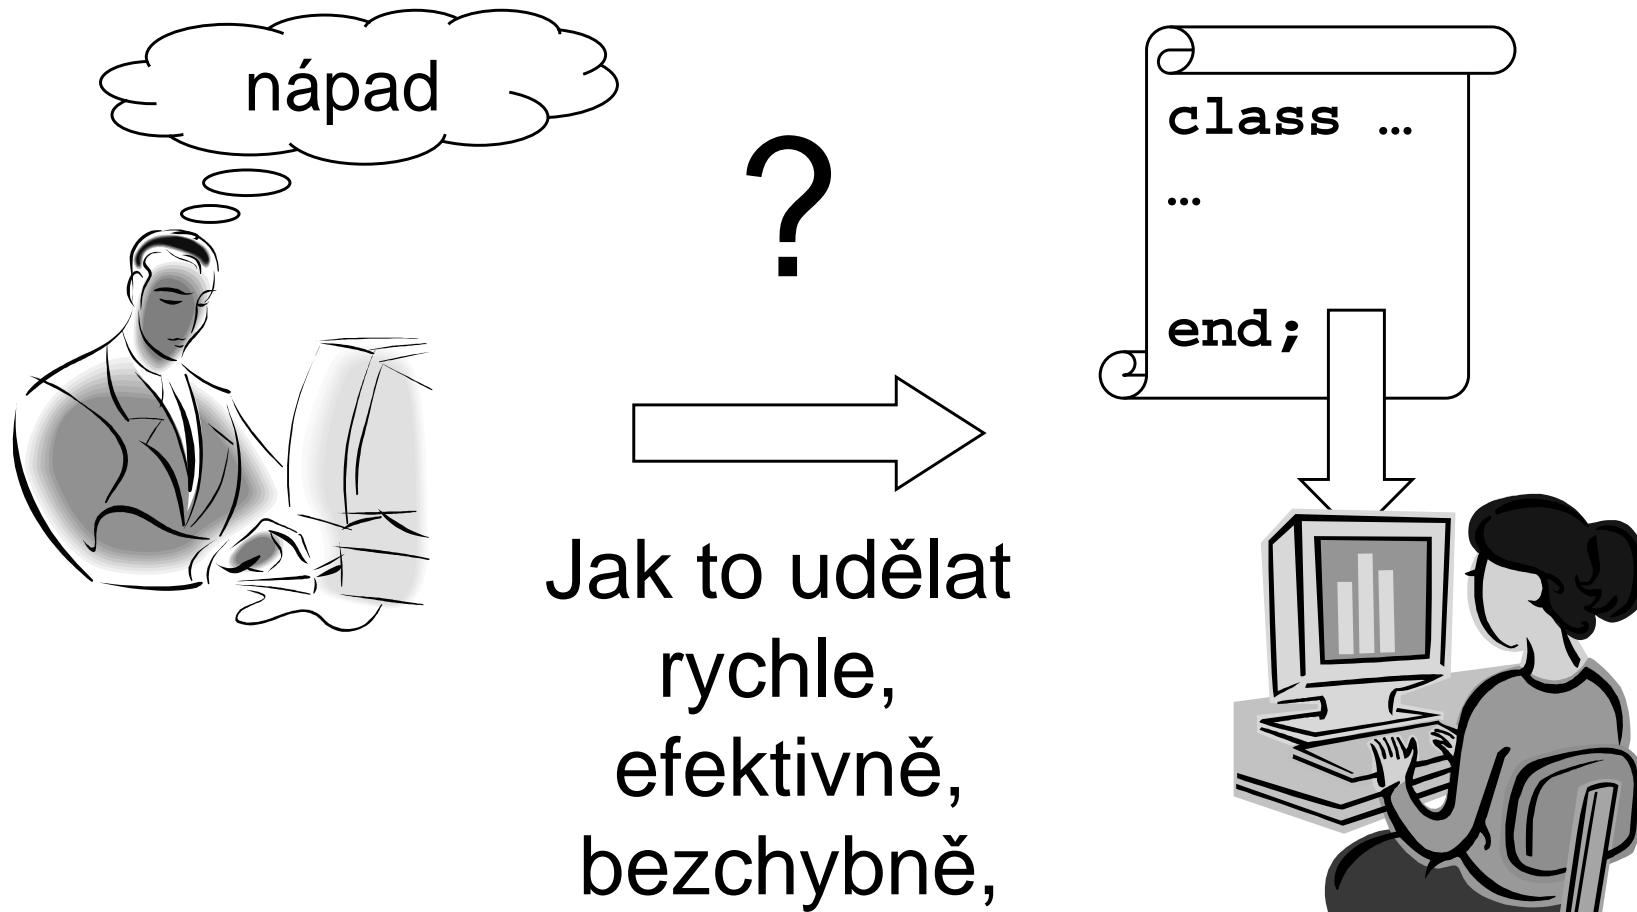 nápad
?
class …
…
end;
Jak to udělat
rychle,
efektivně,
bezchybně,